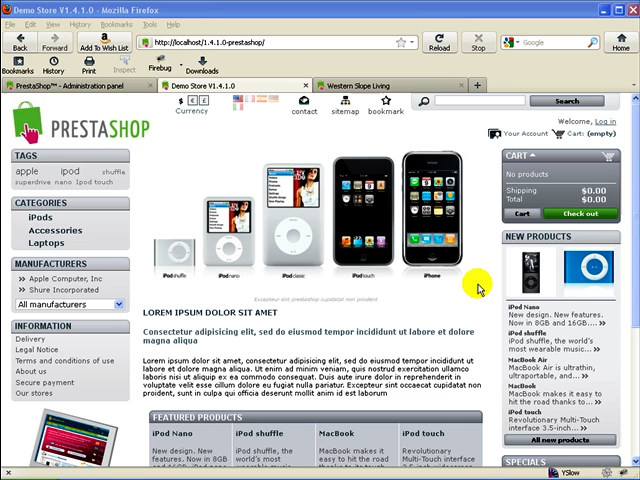 Demo Store V1.4.1.0 - Mozilla Firefox
File Edit View History Bookmarks Tools Help
Back Forward Add To Wish List http://localhost/1.4.1.0-prestashop/ Reload Stop Google Home
Bookmarks History Print Inspect Firebug Downloads
PrestaShop™ - Administration panel
Demo Store V1.4.1.0
Western Slope Living
PRESTASHOP
$ € £
Currency
contact sitemap bookmark
Search
Welcome, Log in
Your Account Cart: (empty)
TAGS
apple ipod shuffle
superdrive nano Ipod touch
CATEGORIES
iPods
Accessories
Laptops
MANUFACTURERS
Apple Computer, Inc
Shure Incorporated
All manufacturers
INFORMATION
Delivery
Legal Notice
Terms and conditions of use
About us
Secure payment
Our stores
iPod shuffle iPod nano iPod classic iPod touch iPhone
Excepteur sint prestashop cupidatat non proident
LOREM IPSUM DOLOR SIT AMET
Consectetur adipisicing elit, sed do eiusmod tempor incididunt ut labore et dolore
magna aliqua
Lorem ipsum dolor sit amet, consectetur adipisicing elit, sed do eiusmod tempor incididunt ut
labore et dolore magna aliqua. Ut enim ad minim veniam, quis nostrud exercitation ullamco
laboris nisi ut aliquip ex ea commodo consequat. Duis aute irure dolor in reprehenderit in
voluptate velit esse cillum dolore eu fugiat nulla pariatur. Excepteur sint occaecat cupidatat non
proident, sunt in culpa qui officia deserunt mollit anim id est laborum
FEATURED PRODUCTS
iPod Nano iPod shuffle MacBook iPod touch
New design. New iPod shuffle, the MacBook makes it Revolutionary
features. Now in world's most easy to hit the road Multi-Touch
CART
No products
Shipping $0.00
Total $0.00
Cart Check out
NEW PRODUCTS
iPod Nano
New design. New features.
Now in 8GB and 16GB....
iPod shuffle
iPod shuffle, the world's
most wearable music...
MacBook Air
MacBook Air is ultrathin,
ultraportable, and...
MacBook
MacBook makes it easy to
hit the road thanks to its...
iPod touch
Revolutionary Multi-Touch
interface 3.5-inch...
All new products
SPECIALS
YSlow